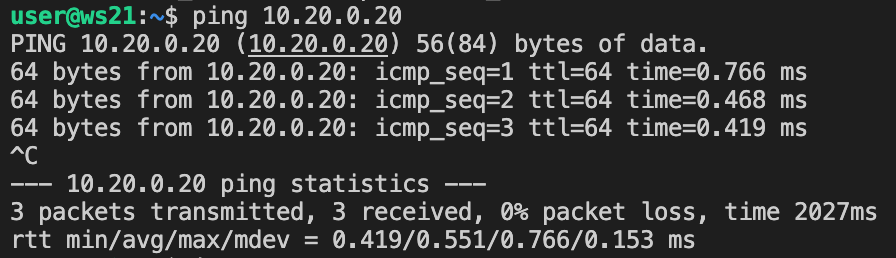 user@ws21:~$ ping 10.20.0.20
PING 10.20.0.20 (10.20.0.20) 56(84) bytes of data.
64 bytes from 10.20.0.20: icmp_seq=1 ttl=64 time=0.766 ms
64 bytes from 10.20.0.20: icmp_seq=2 ttl=64 time=0.468 ms
64 bytes from 10.20.0.20: icmp_seq=3 ttl=64 time=0.419 ms
^C
--- 10.20.0.20 ping statistics ---
3 packets transmitted, 3 received, 0% packet loss, time 2027ms
rtt min/avg/max/mdev = 0.419/0.551/0.766/0.153 ms